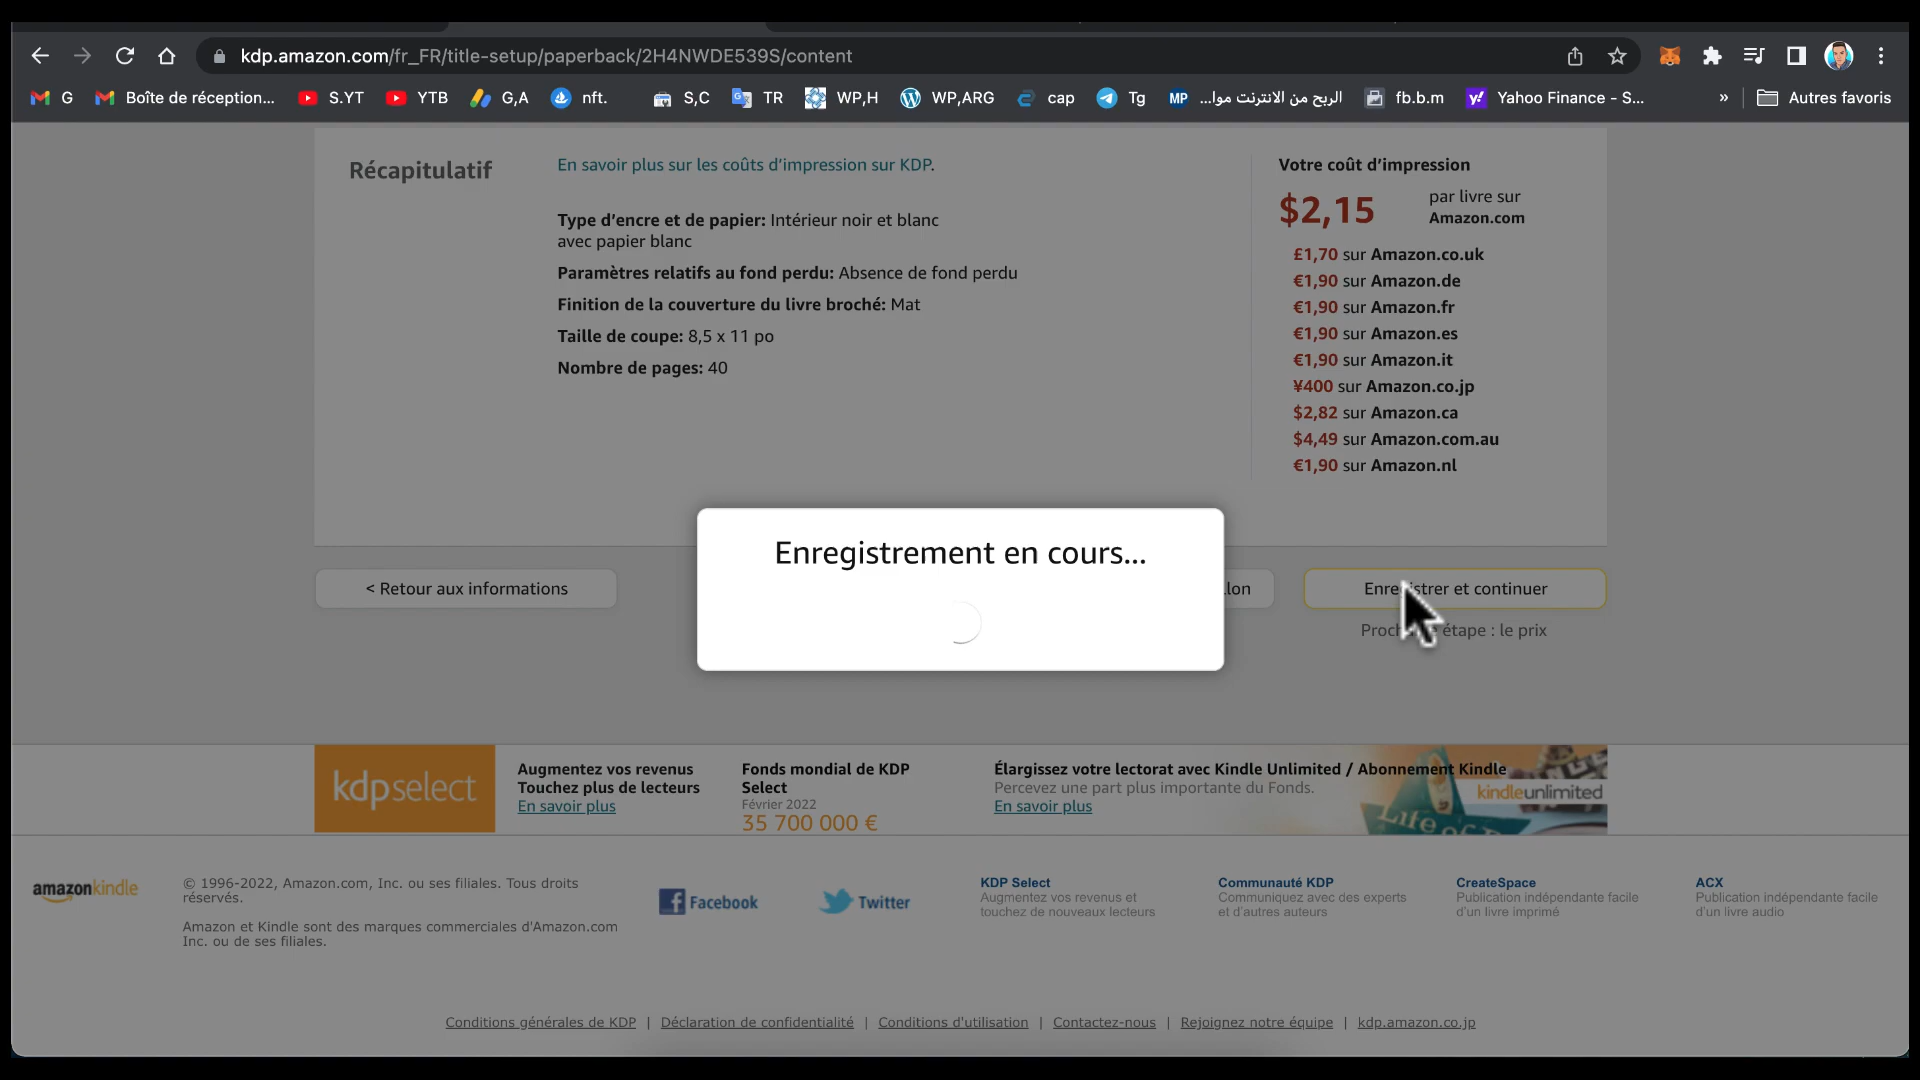 kdp.amazon.com/fr_FR/title-setup/paperback/2H4NWDE539S/content
G
Boîte de réception...
S.YT
YTB
G,A
nft.
S,C
TR
WP,H
WP,ARG
cap
Tg
MP
الربح من الانترنت موا...
fb.b.m
Yahoo Finance - S...
»
Autres favoris
Récapitulatif
En savoir plus sur les coûts d'impression sur KDP.
Type d'encre et de papier: Intérieur noir et blanc
avec papier blanc
Paramètres relatifs au fond perdu: Absence de fond perdu
Finition de la couverture du livre broché: Mat
Taille de coupe: 8,5 x 11 po
Nombre de pages: 40
Votre coût d'impression
$2,15
par livre sur
Amazon.com
£1,70 sur Amazon.co.uk
€1,90 sur Amazon.de
€1,90 sur Amazon.fr
€1,90 sur Amazon.es
€1,90 sur Amazon.it
¥400 sur Amazon.co.jp
$2,82 sur Amazon.ca
$4,49 sur Amazon.com.au
€1,90 sur Amazon.nl
Enregistrement en cours...
< Retour aux informations
Enregistrer et continuer
étape : le prix
kdpselect
Augmentez vos revenus
Touchez plus de lecteurs
En savoir plus
Fonds mondial de KDP
Select
Février 2022
35 700 000 €
Élargissez votre lectorat avec Kindle Unlimited / Abonnement Kindle
Percevez une part plus importante du Fonds.
En savoir plus
kindleunlimited
Life of
amazonkindle
© 1996-2022, Amazon.com, Inc. ou ses filiales. Tous droits
réservés.
Amazon et Kindle sont des marques commerciales d'Amazon.com
Inc. ou de ses filiales.
Facebook
Twitter
KDP Select
Augmentez vos revenus et
touchez de nouveaux lecteurs
Communauté KDP
Communiquez avec des experts
et d'autres auteurs
CreateSpace
Publication indépendante facile
d'un livre imprimé
ACX
Publication indépendante facile
d'un livre audio
Conditions générales de KDP | Déclaration de confidentialité | Conditions d'utilisation | Contactez-nous | Rejoignez notre équipe | kdp.amazon.co.jp